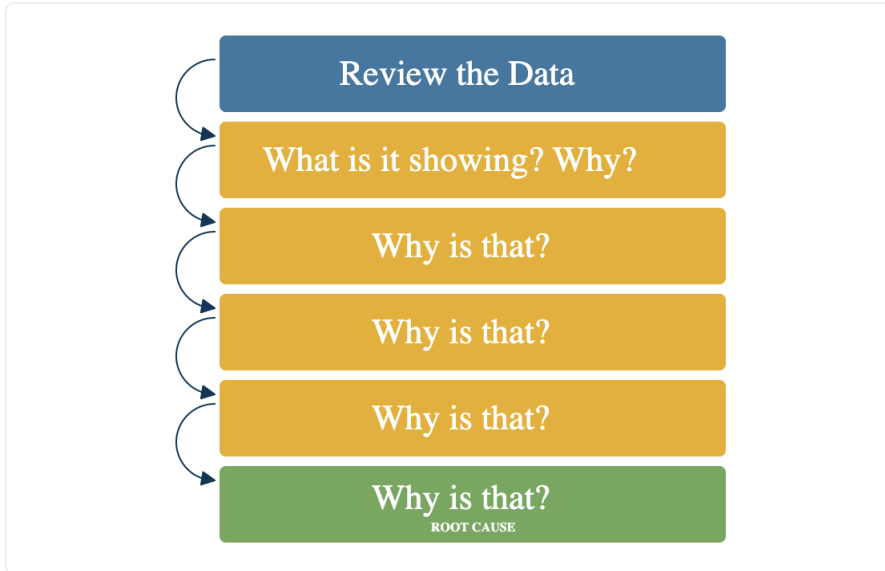 Review the Data
What is it showing? Why?
Why is that?
Why is that?
Why is that?
Why is that?
ROOT CAUSE